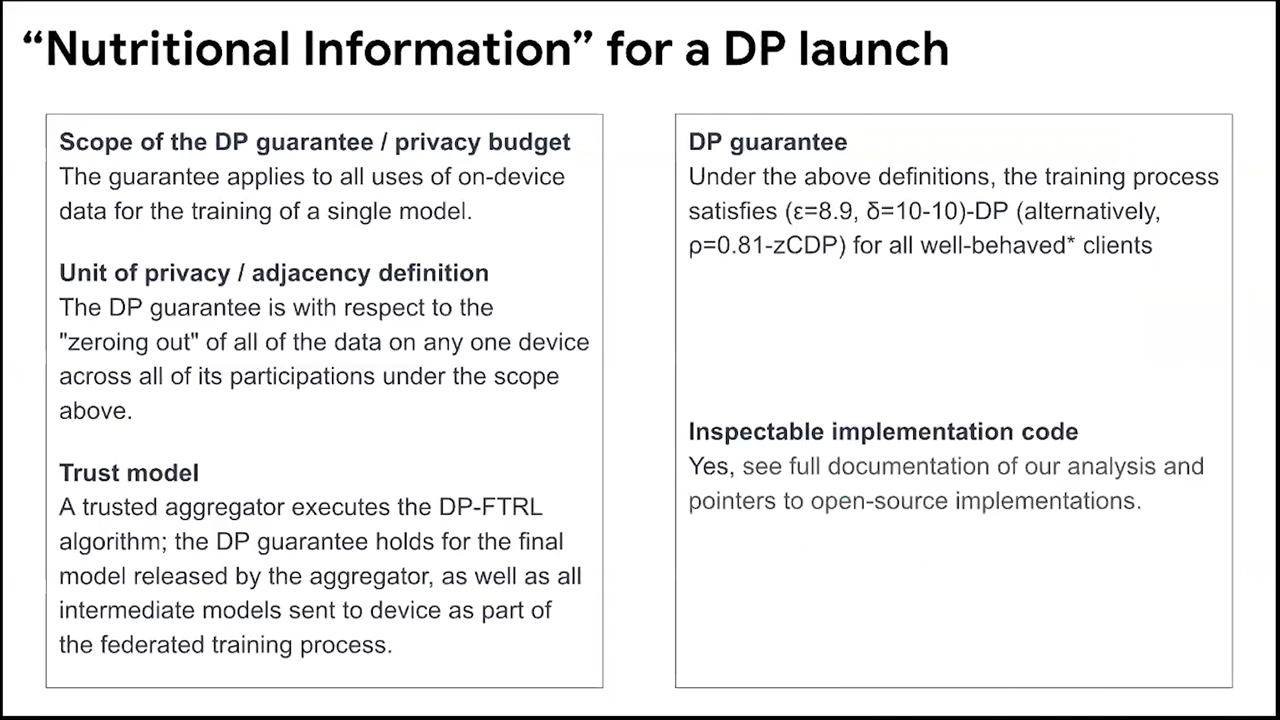 “Nutritional Information” for a DP launch
Scope of the DP guarantee / privacy budget
The guarantee applies to all uses of on-device
data for the training of a single model.
Unit of privacy / adjacency definition
The DP guarantee is with respect to the
"zeroing out" of all of the data on any one device
across all of its participations under the scope
above.
Trust model
A trusted aggregator executes the DP-FTRL
algorithm; the DP guarantee holds for the final
model released by the aggregator, as well as all
intermediate models sent to device as part of
the federated training process.
DP guarantee
Under the above definitions, the training process
satisfies (ε=8.9, δ=10-10)-DP (alternatively,
ρ=0.81-zCDP) for all well-behaved* clients
Inspectable implementation code
Yes, see full documentation of our analysis and
pointers to open-source implementations.